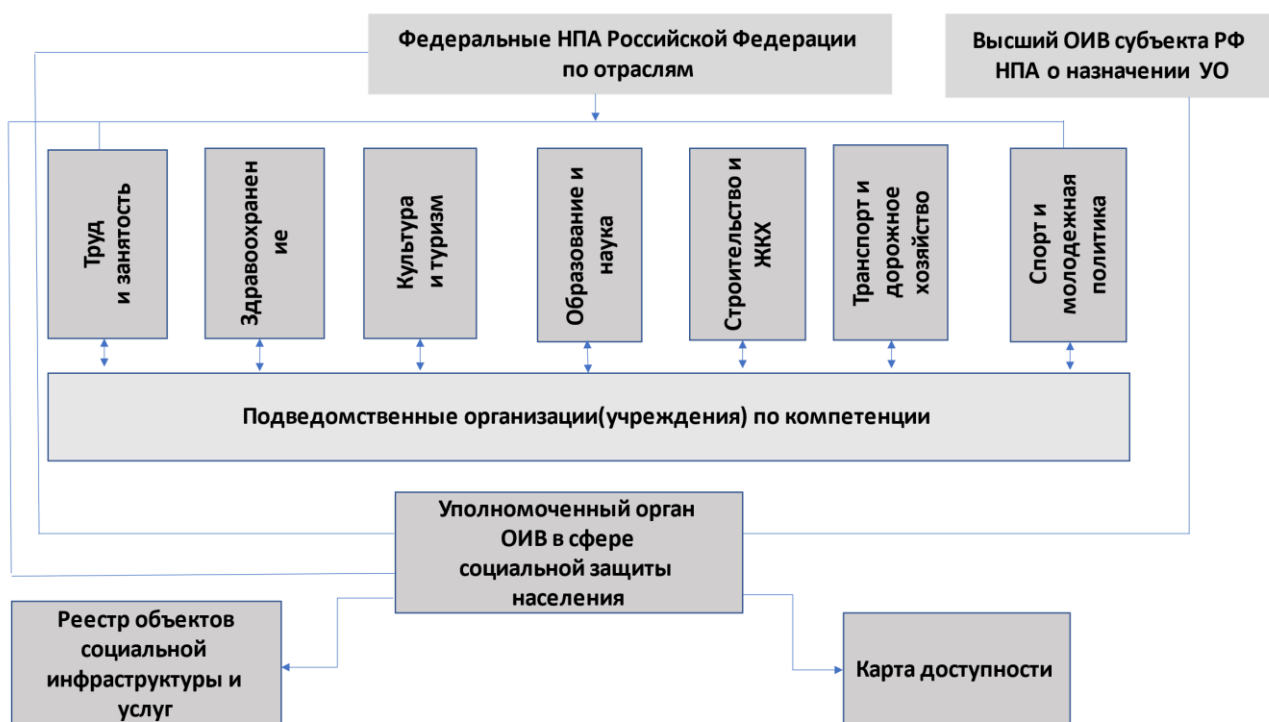 Федеральные НПА Российской Федерации
по отраслям
Высший ОИВ субъекта РФ
НПА о назначении УО
Труд
и занятость
Здравоохранен
ие
Культура
и туризм
Образование и
наука
Строительство и
ЖКХ
Транспорт и
дорожное
хозяйство
Спорт и
молодежная
политика
Подведомственные организации(учреждения) по компетенции
Уполномоченный орган
ОИВ в сфере
социальной защиты
населения
Реестр объектов
социальной
инфраструктуры и
услуг
Карта доступности